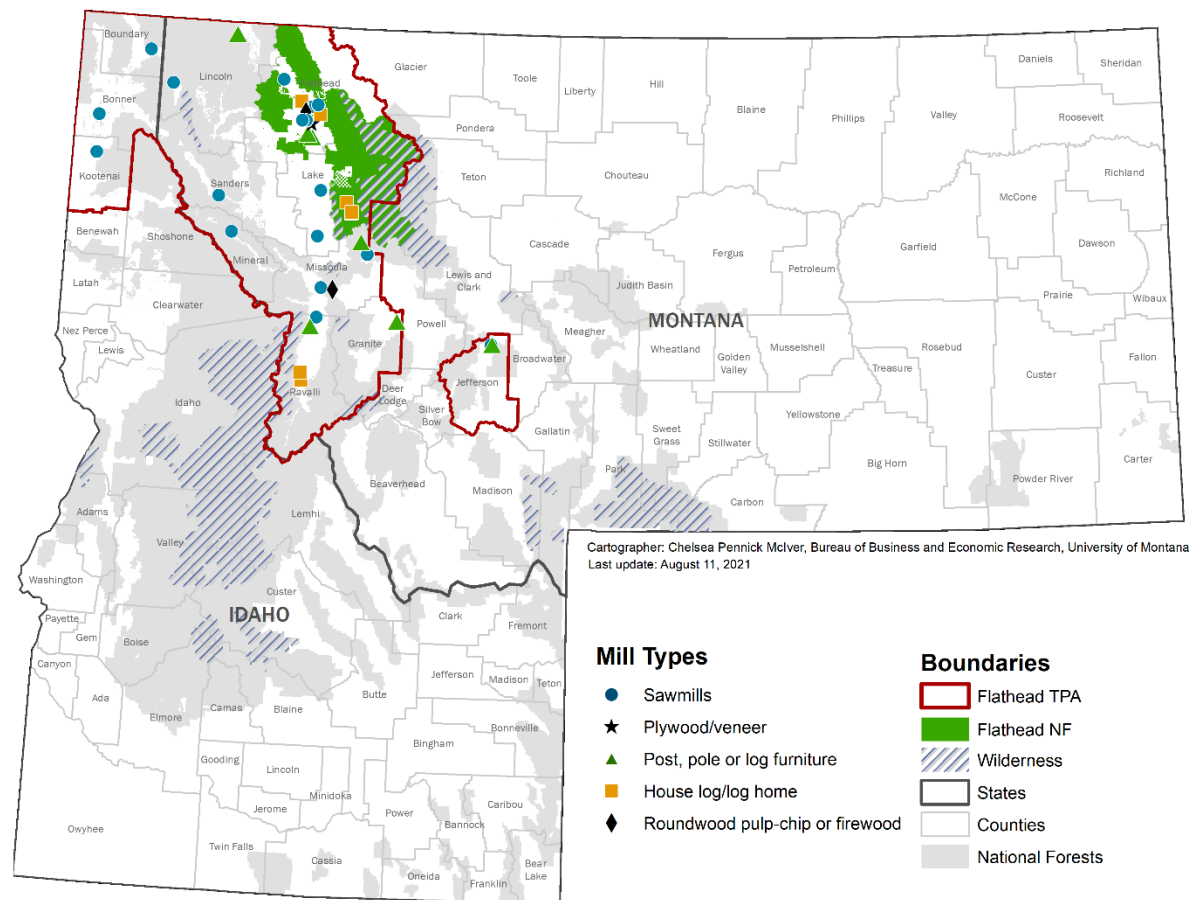 Boundary
Lincoln
Glacier
Toole
Liberty
Hill
Blaine
Phillips
Valley
Daniels
Sheridan
Roosevelt
Bonner
Pondera
Kootenai
Sanders
Lake
Teton
Chouteau
McCone
Richland
Benewah
Shoshone
Mineral
Missoula
Lewis and
Clark
Cascade
Fergus
Petroleum
Garfield
Dawson
Prairie
Wibaux
Latah
Clearwater
Judith Basin
MONTANA
Nez Perce
Lewis
Granite
Powell
Meagher
Broadwater
Wheatland
Golden
Valley
Musselshell
Rosebud
Treasure
Custer
Fallon
Idaho
Ravalli
Deer
Lodge
Jefferson
Silver
Bow
Gallatin
Sweet
Grass
Stillwater
Yellowstone
Big Horn
Powder River
Carter
Beaverhead
Madison
Park
Carbon
Adams
Lemhi
Valley
Washington
Custer
IDAHO
Payette
Gem
Boise
Canyon
Ada
Elmore
Camas
Blaine
Butte
Clark
Fremont
Jefferson
Madison
Teton
Bonneville
Bingham
Gooding
Lincoln
Jerome
Minidoka
Power
Caribou
Bannock
Owyhee
Twin Falls
Cassia
Oneida
Franklin
Bear
Lake
Cartographer: Chelsea Pennick McIver, Bureau of Business and Economic Research, University of Montana
Last update: August 11, 2021
Mill Types
Sawmills
Plywood/veneer
Post, pole or log furniture
House log/log home
Roundwood pulp-chip or firewood
Boundaries
Flathead TPA
Flathead NF
Wilderness
States
Counties
National Forests